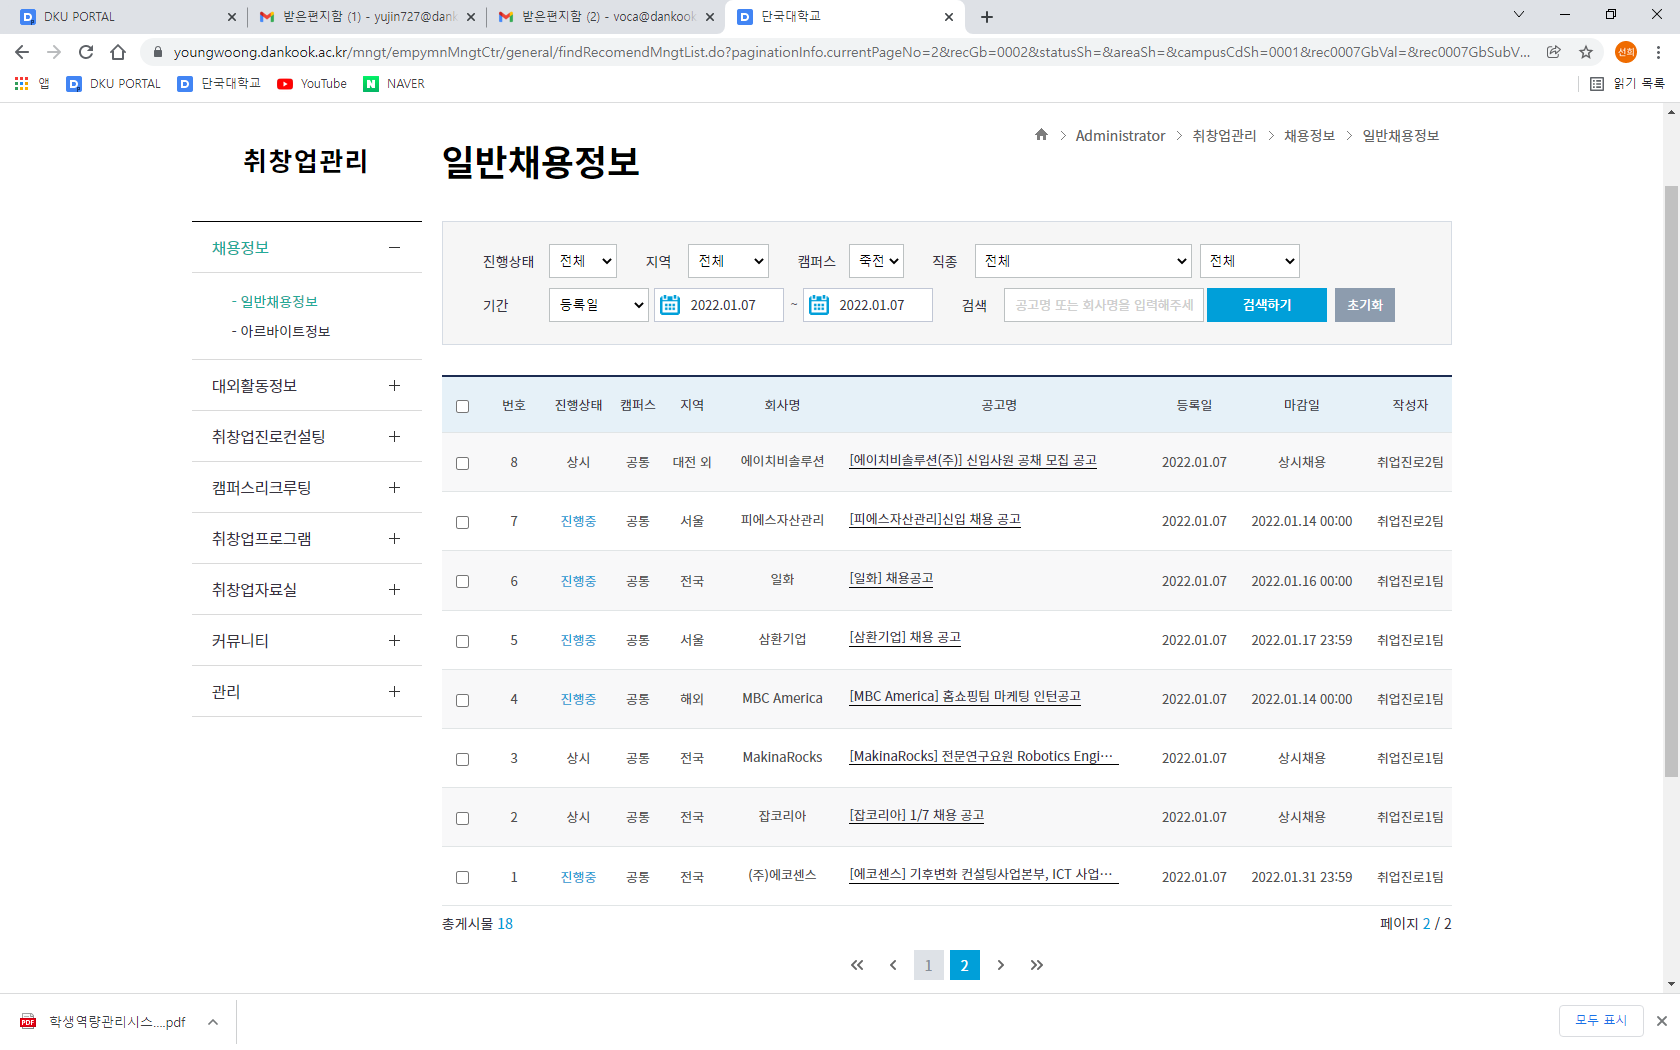 DKU PORTAL
받은편지함 (1) - yujin727@dank
받은편지함 (2) - voca@dankook
단국대학교
youngwoong.dankook.ac.kr/mngt/empymnMngtCtr/general/findRecomendMngtList.do?paginationInfo.currentPageNo=2&recGb=0002&statusSh=&areaSh=&campusCdSh=0001&rec0007GbVal=&rec0007GbSubV...
선희
앱
DKU PORTAL
단국대학교
YouTube
NAVER
읽기 목록
Administrator > 취창업관리 > 채용정보 > 일반채용정보
취창업관리
일반채용정보
채용정보
- 일반채용정보
- 아르바이트정보
대외활동정보
취창업진로컨설팅
캠퍼스리크루팅
취창업프로그램
취창업자료실
커뮤니티
관리
진행상태 전체 지역 전체 캠퍼스 죽전 직종 전체 전체
기간 등록일 2022.01.07 ~ 2022.01.07 검색 공고명 또는 회사명을 입력해주세 검색하기 초기화
번호 진행상태 캠퍼스 지역 회사명 공고명 등록일 마감일 작성자
8 상시 공통 대전 외 에이치비솔루션 [에이치비솔루션(주)] 신입사원 공채 모집 공고 2022.01.07 상시채용 취업진로2팀
7 진행중 공통 서울 피에스자산관리 [피에스자산관리]신입 채용 공고 2022.01.07 2022.01.14 00:00 취업진로2팀
6 진행중 공통 전국 일화 [일화] 채용공고 2022.01.07 2022.01.16 00:00 취업진로1팀
5 진행중 공통 서울 삼환기업 [삼환기업] 채용 공고 2022.01.07 2022.01.17 23:59 취업진로1팀
4 진행중 공통 해외 MBC America [MBC America] 홈쇼핑팀 마케팅 인턴공고 2022.01.07 2022.01.14 00:00 취업진로1팀
3 상시 공통 전국 MakinaRocks [MakinaRocks] 전문연구요원 Robotics Engi… 2022.01.07 상시채용 취업진로1팀
2 상시 공통 전국 잡코리아 [잡코리아] 1/7 채용 공고 2022.01.07 상시채용 취업진로1팀
1 진행중 공통 전국 (주)에코센스 [에코센스] 기후변화 컨설팅사업본부, ICT 사업… 2022.01.07 2022.01.31 23:59 취업진로1팀
총게시물 18
페이지 2 / 2
1 2
학생역량관리시스....pdf
모두 표시